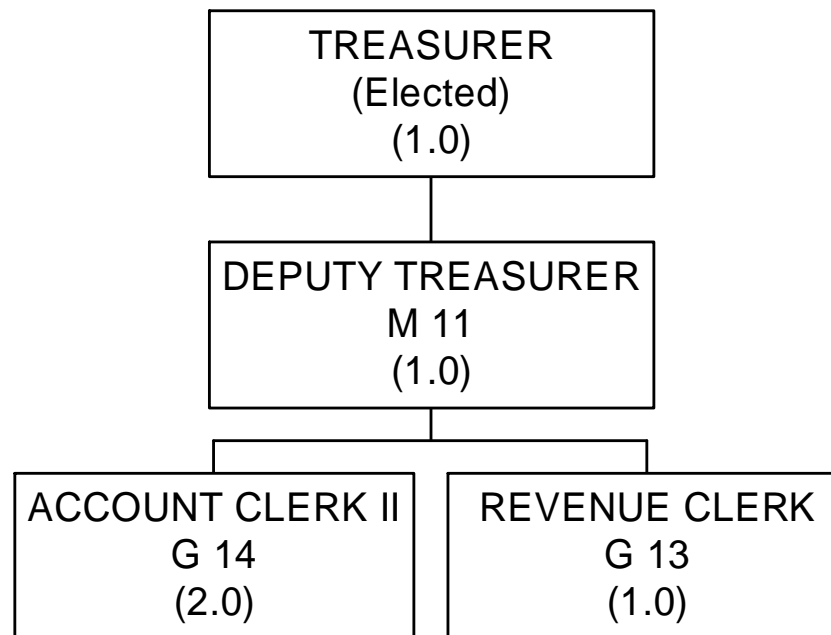 TREASURER
(Elected)
(1.0)
DEPUTY TREASURER
M 11
(1.0)
ACCOUNT CLERK II
G 14
(2.0)
REVENUE CLERK
G 13
(1.0)